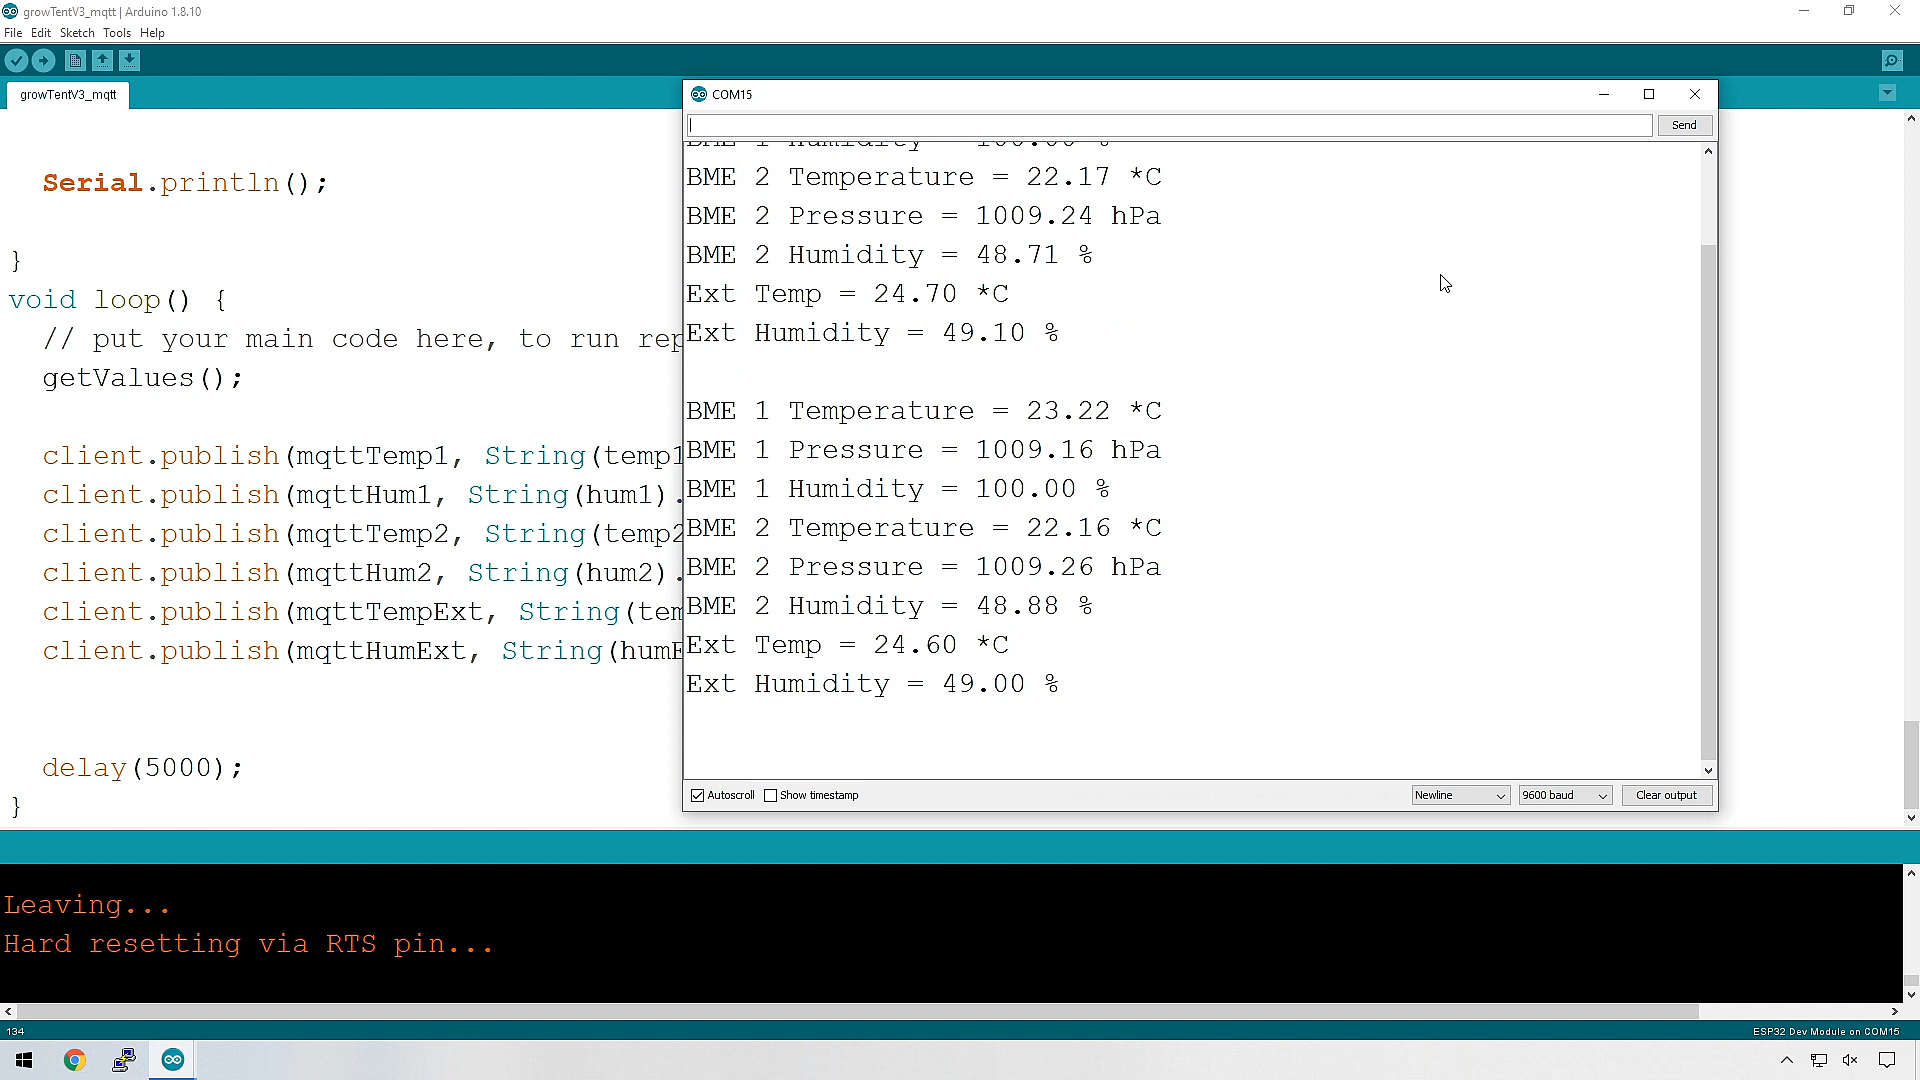 growTentV3_mqtt | Arduino 1.8.10
File Edit Sketch Tools Help
growTentV3_mqtt
Serial.println();
}
void loop() {
// put your main code here, to run rep
getValues();
client.publish(mqttTemp1, String(temp1
client.publish(mqttHum1, String(hum1).
client.publish(mqttTemp2, String(temp2
client.publish(mqttHum2, String(hum2).
client.publish(mqttTempExt, String(tem
client.publish(mqttHumExt, String(humE
delay(5000);
}
COM15
Send
BME 1 Humidity = 100.00 %
BME 2 Temperature = 22.17 *C
BME 2 Pressure = 1009.24 hPa
BME 2 Humidity = 48.71 %
Ext Temp = 24.70 *C
Ext Humidity = 49.10 %
BME 1 Temperature = 23.22 *C
BME 1 Pressure = 1009.16 hPa
BME 1 Humidity = 100.00 %
BME 2 Temperature = 22.16 *C
BME 2 Pressure = 1009.26 hPa
BME 2 Humidity = 48.88 %
Ext Temp = 24.60 *C
Ext Humidity = 49.00 %
Autoscroll Show timestamp Newline 9600 baud Clear output
Leaving...
Hard resetting via RTS pin...
134 ESP32 Dev Module on COM15